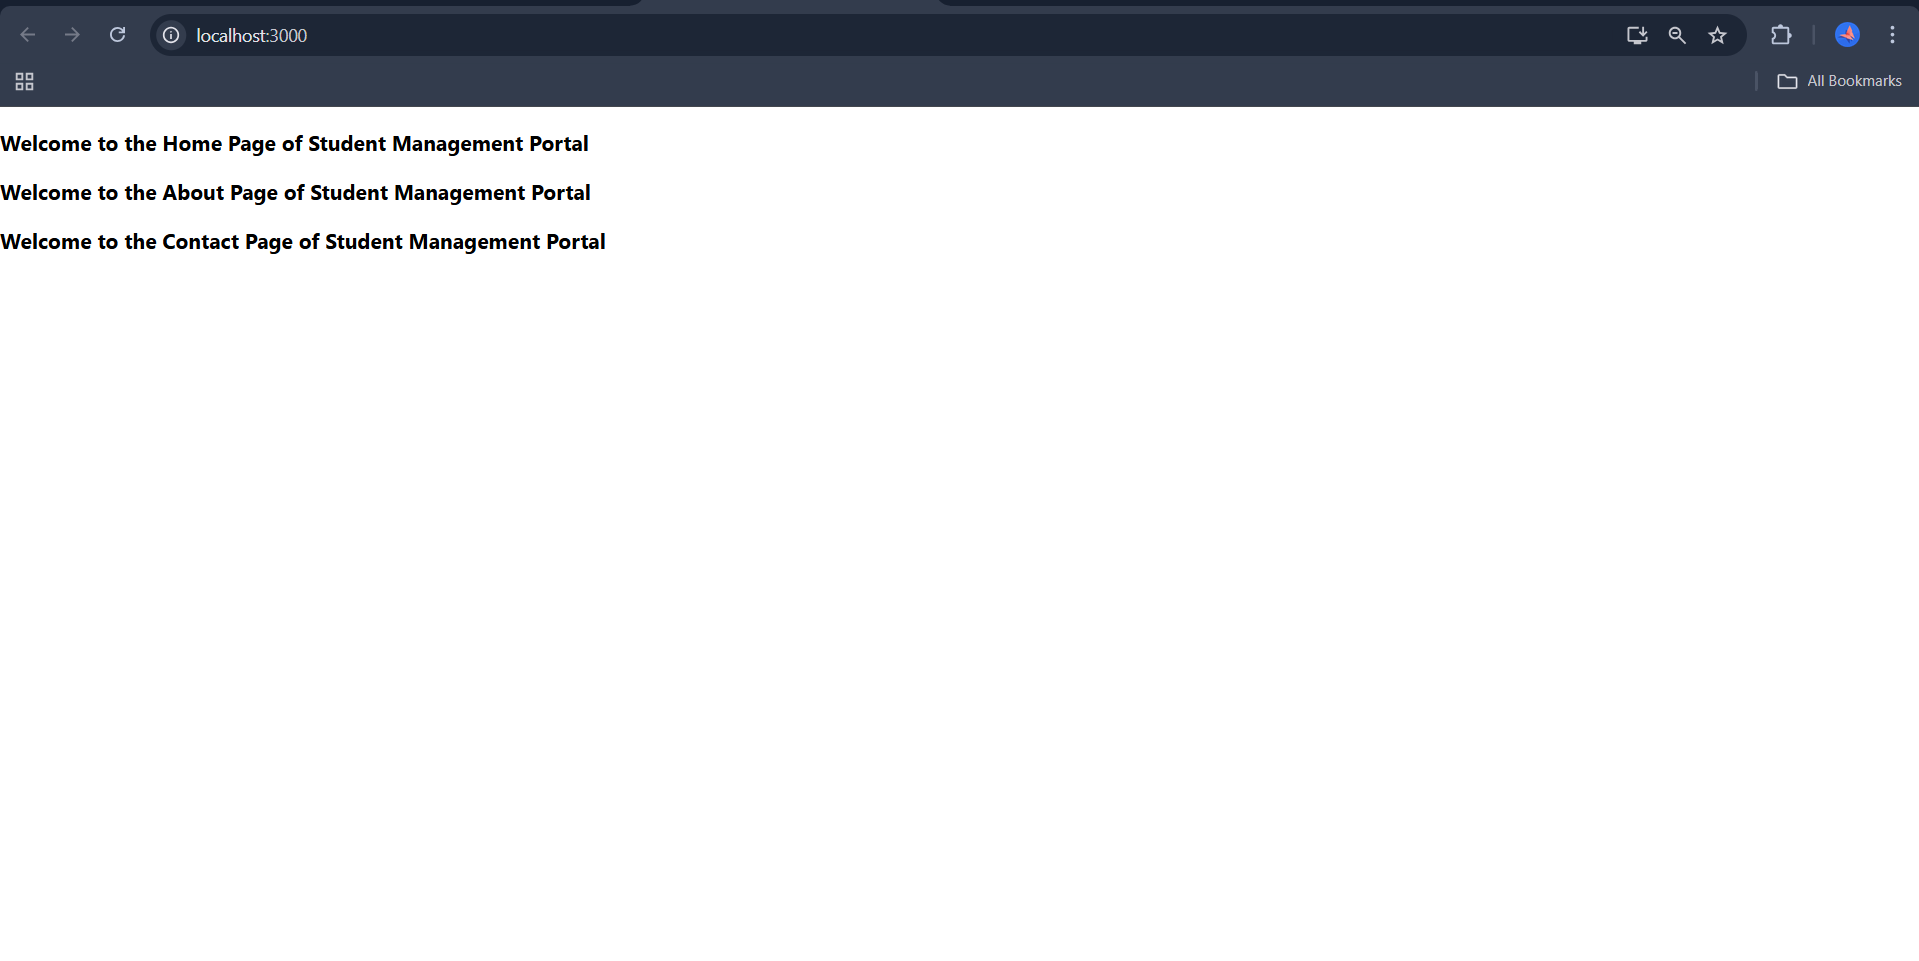 localhost:3000
All Bookmarks
Welcome to the Home Page of Student Management Portal
Welcome to the About Page of Student Management Portal
Welcome to the Contact Page of Student Management Portal